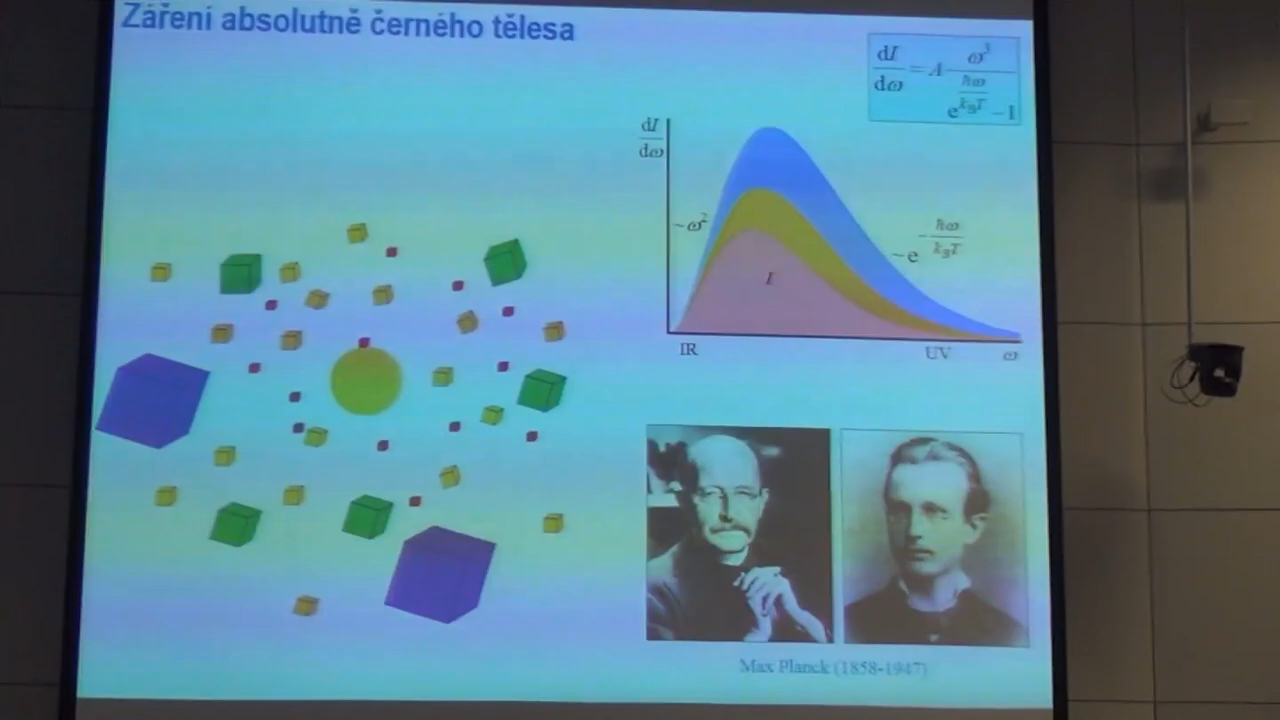 Záření absolutně černého tělesa
dI/dω = A ω³/(e^(ħω/k_BT) − 1)
dI
dω
~ω²
~e^(−ħω/k_BT)
I
IR
UV
ω
Max Planck (1858-1947)